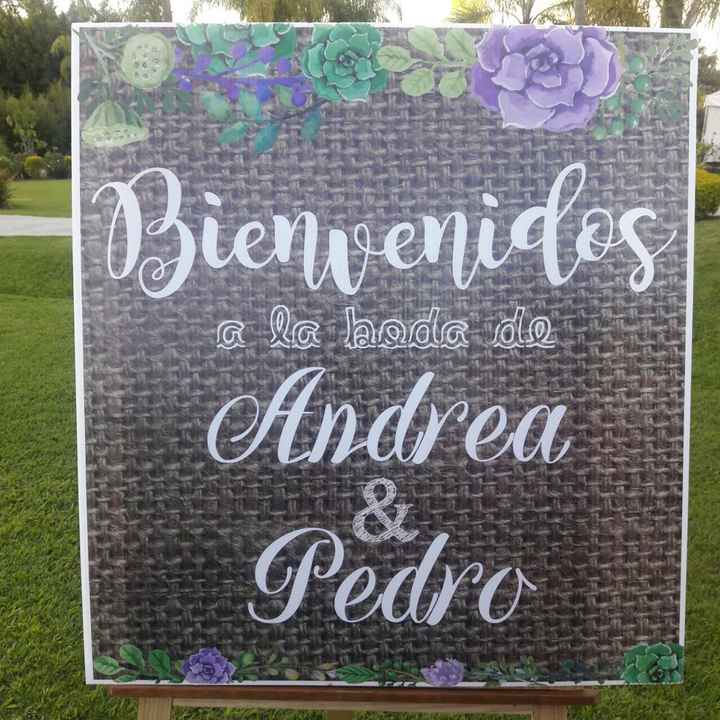 Bienvenidos
a la boda de
Andrea
&
Pedro